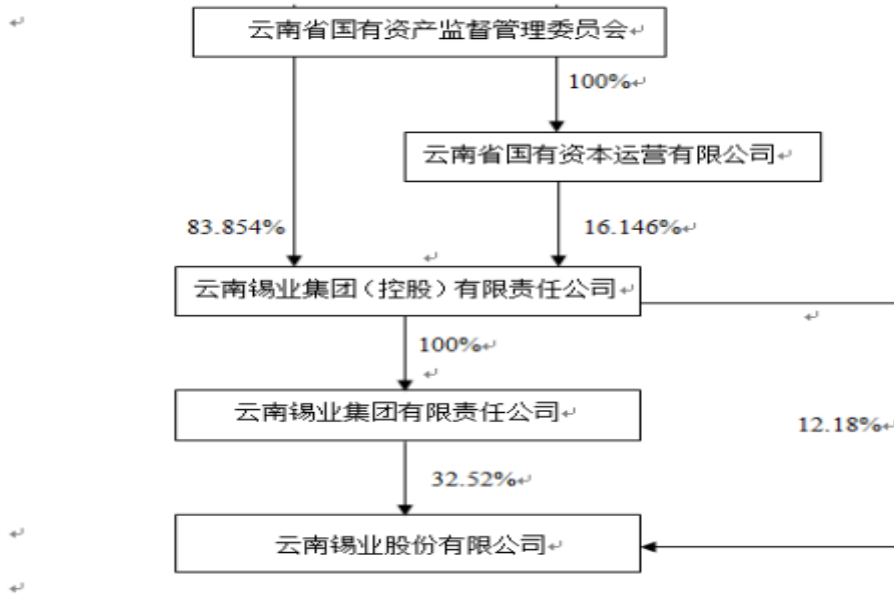 云南省国有资产监督管理委员会
100%
云南省国有资本运营有限公司
83.854%
16.146%
云南锡业集团（控股）有限责任公司
100%
云南锡业集团有限责任公司
12.18%
32.52%
云南锡业股份有限公司